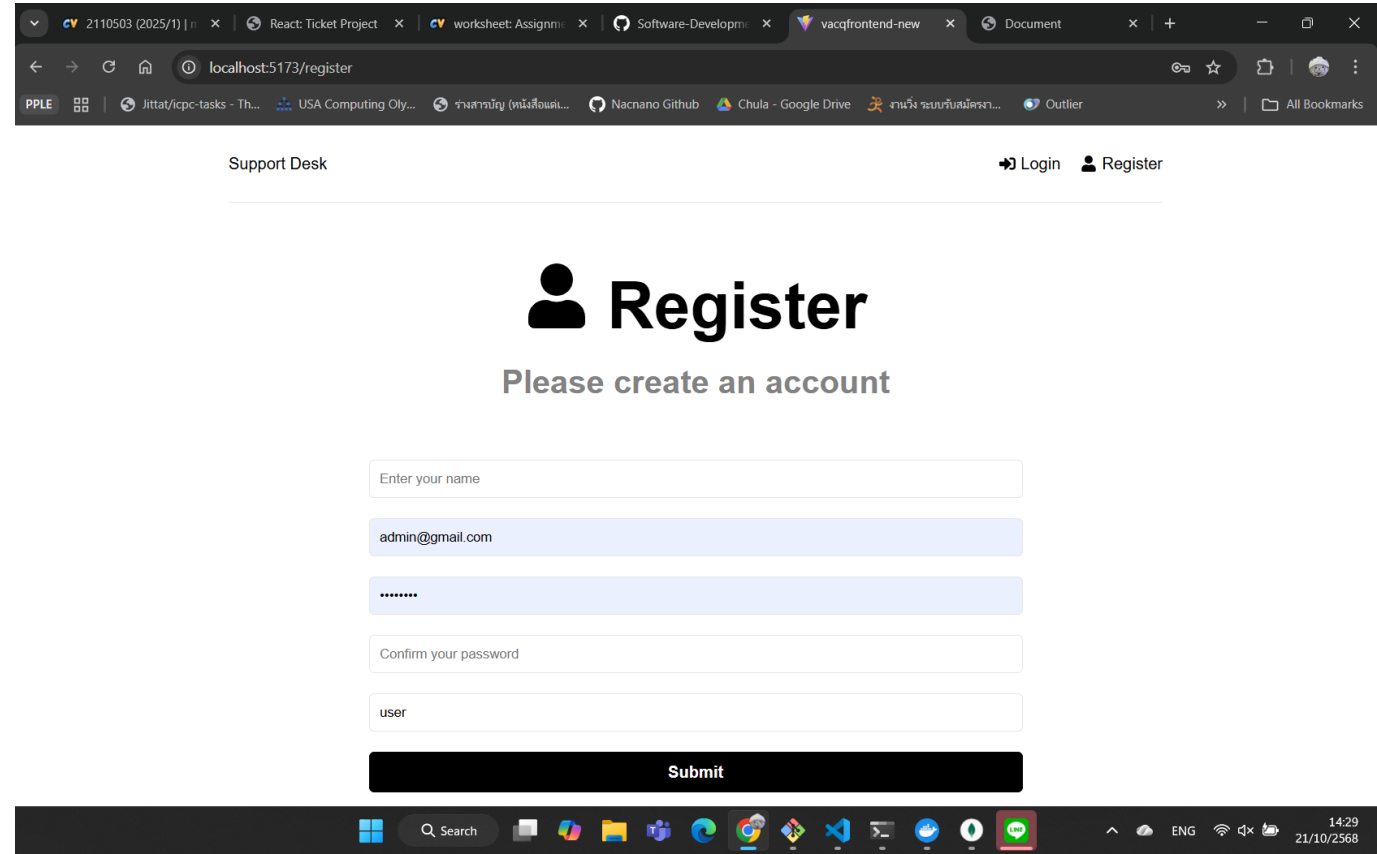 2110503 (2025/1) | m
React: Ticket Project
worksheet: Assignme
Software-Developme
vacqfrontend-new
Document
localhost:5173/register
PPLE
Jittat/icpc-tasks - Th...
USA Computing Oly...
ร่างสารบัญ (หนังสือแต่...
Nacnano Github
Chula - Google Drive
งานวิ่ง ระบบรับสมัครงา...
Outlier
All Bookmarks
Support Desk
Login
Register
Register
Please create an account
Enter your name
admin@gmail.com
••••••••
Confirm your password
user
Submit
Search
LINE
ENG
14:29
21/10/2568